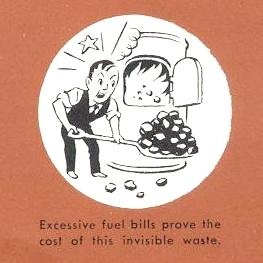 Excessive fuel bills prove the
cost of this invisible waste.